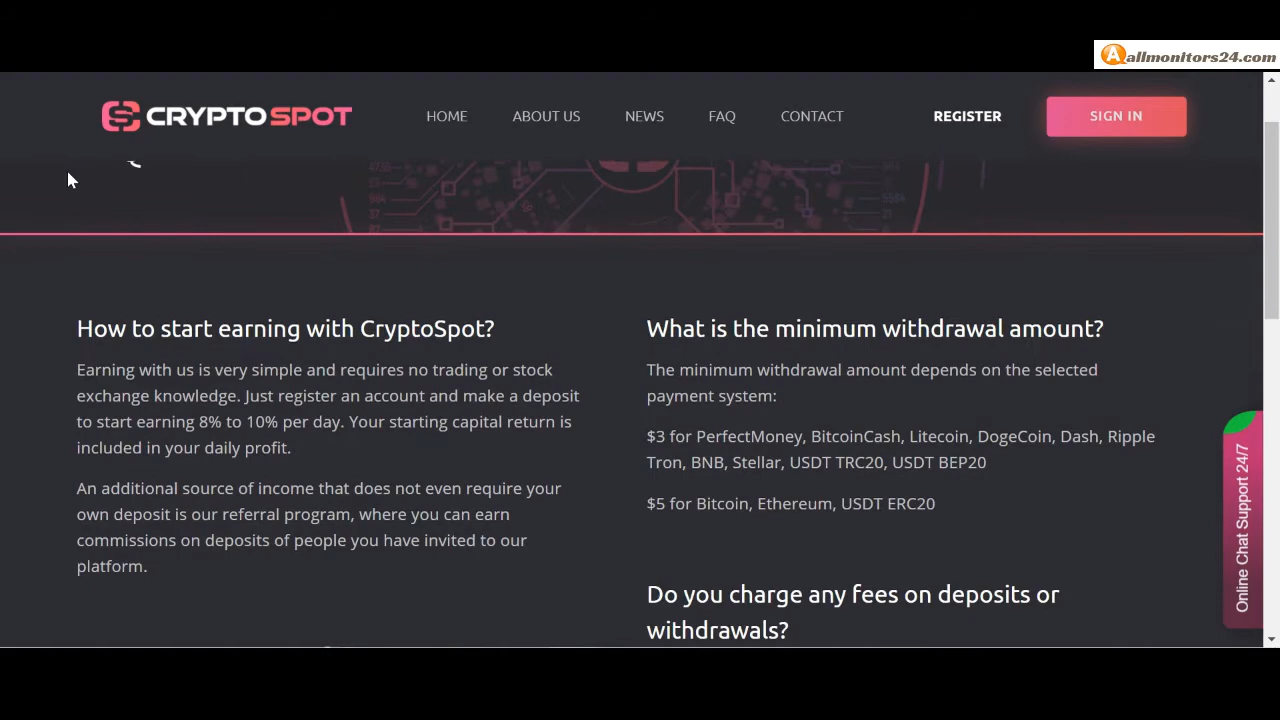 allmonitors24.com
CRYPTOSPOT
HOME
ABOUT US
NEWS
FAQ
CONTACT
REGISTER
SIGN IN
How to start earning with CryptoSpot?
Earning with us is very simple and requires no trading or stock
exchange knowledge. Just register an account and make a deposit
to start earning 8% to 10% per day. Your starting capital return is
included in your daily profit.
An additional source of income that does not even require your
own deposit is our referral program, where you can earn
commissions on deposits of people you have invited to our
platform.
What is the minimum withdrawal amount?
The minimum withdrawal amount depends on the selected
payment system:
$3 for PerfectMoney, BitcoinCash, Litecoin, DogeCoin, Dash, Ripple
Tron, BNB, Stellar, USDT TRC20, USDT BEP20
$5 for Bitcoin, Ethereum, USDT ERC20
Do you charge any fees on deposits or
withdrawals?
Online Chat Support 24/7